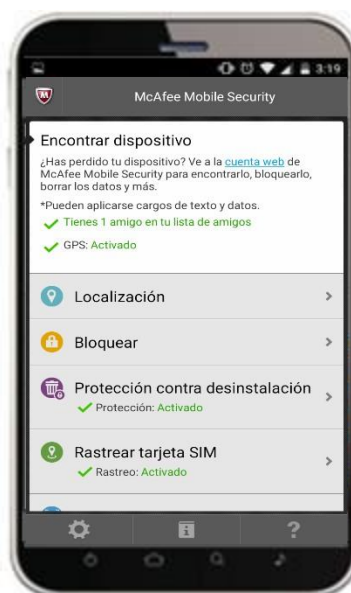 3:19
McAfee Mobile Security
Encontrar dispositivo
¿Has perdido tu dispositivo? Ve a la cuenta web de
McAfee Mobile Security para encontrarlo, bloquearlo,
borrar los datos y más.
*Pueden aplicarse cargos de texto y datos.
Tienes 1 amigo en tu lista de amigos
GPS: Activado
Localización
Bloquear
Protección contra desinstalación
Protección: Activado
Rastrear tarjeta SIM
Rastreo: Activado